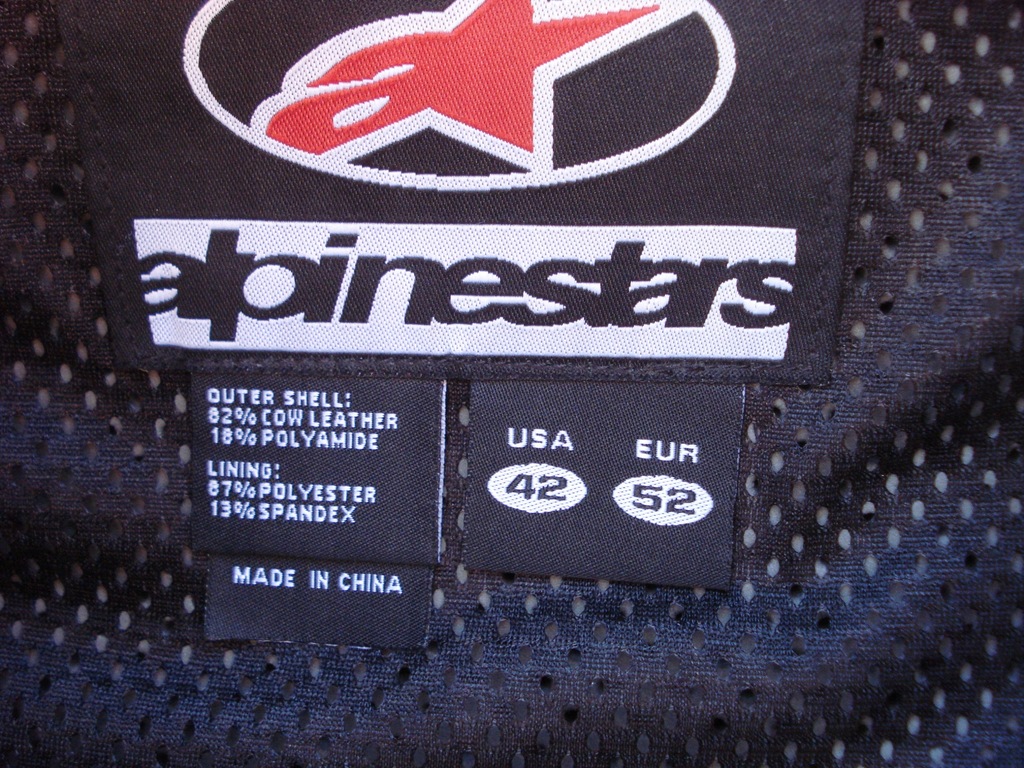 alpinestars
OUTER SHELL:
82% COW LEATHER
18% POLYAMIDE
LINING:
87% POLYESTER
13% SPANDEX
MADE IN CHINA
USA
42
EUR
52